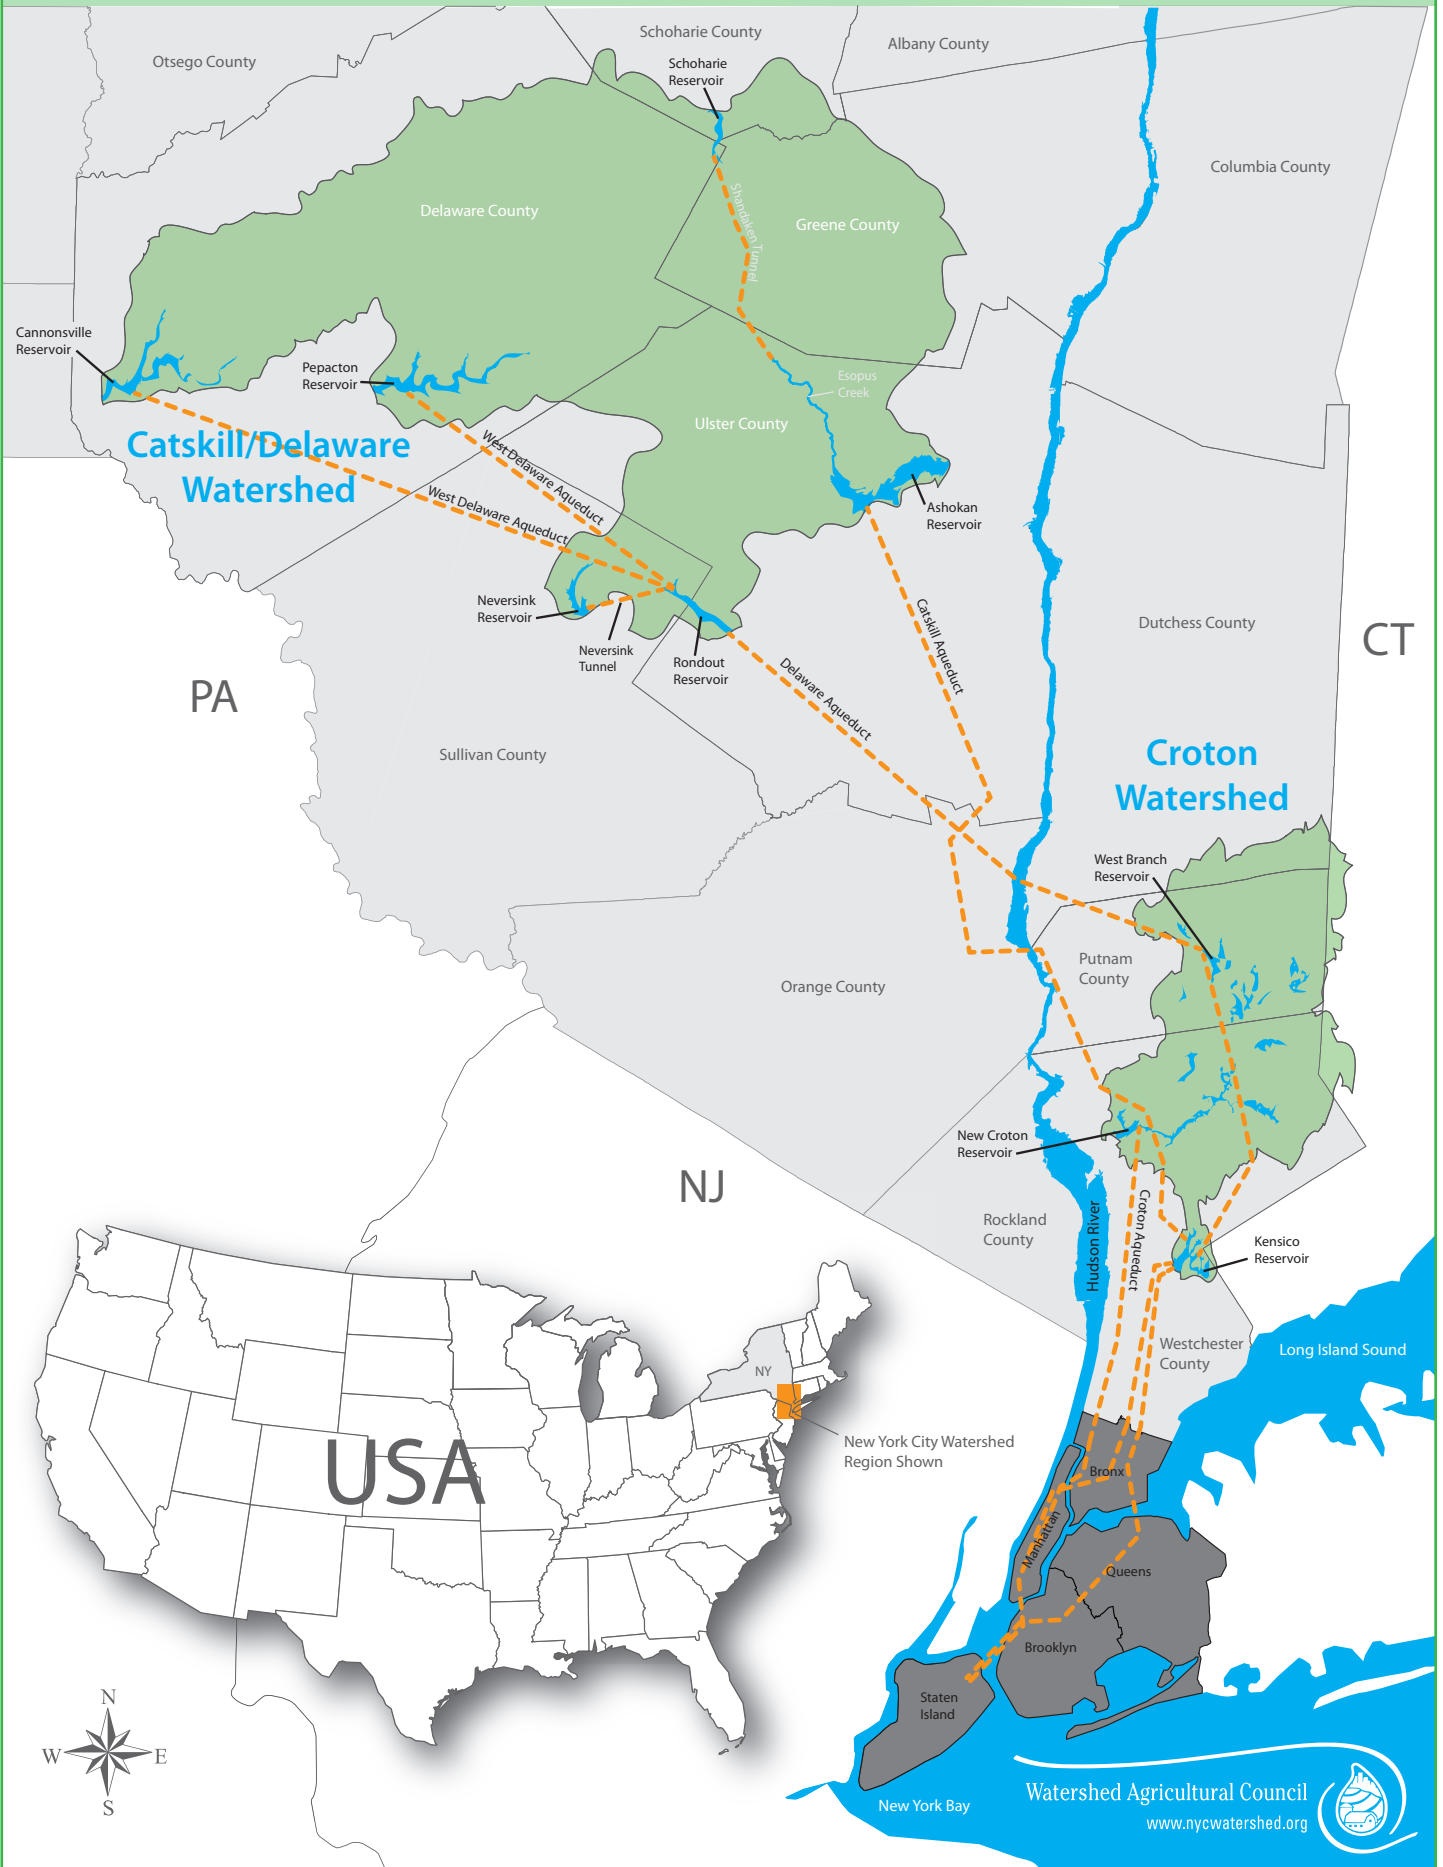 Schoharie County
Albany County
Otsego County
Schoharie
Reservoir
Columbia County
Delaware County
Shandaken Tunnel
Greene County
Cannonsville
Reservoir
Pepacton
Reservoir
Esopus
Creek
Ulster County
Catskill/Delaware
Watershed
West Delaware Aqueduct
West Delaware Aqueduct
Ashokan
Reservoir
Neversink
Reservoir
Neversink
Tunnel
Rondout
Reservoir
Catskill Aqueduct
Delaware Aqueduct
Dutchess County
CT
PA
Sullivan County
Croton
Watershed
West Branch
Reservoir
Putnam
County
Orange County
New Croton
Reservoir
NJ
Rockland
County
Hudson River
Croton Aqueduct
Kensico
Reservoir
Westchester
County
Long Island Sound
NY
New York City Watershed
Region Shown
USA
Bronx
Manhattan
Queens
Brooklyn
Staten
Island
N
W
E
S
New York Bay
Watershed Agricultural Council
www.nycwatershed.org